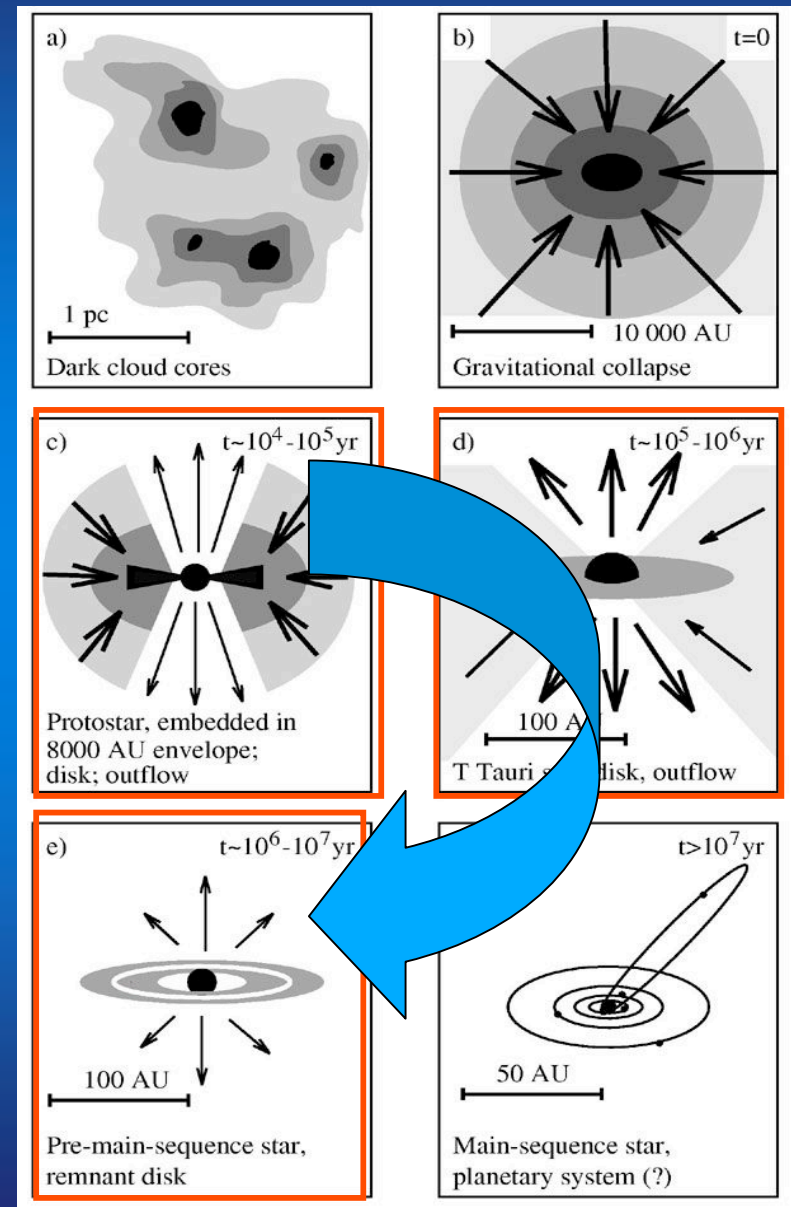 a)
1 pc
Dark cloud cores
b) t=0
10 000 AU
Gravitational collapse
c) t~10⁴-10⁵yr
Protostar, embedded in
8000 AU envelope;
disk; outflow
d) t~10⁵-10⁶yr
100 AU
T Tauri disk, outflow
e) t~10⁶-10⁷yr
100 AU
Pre-main-sequence star,
remnant disk
t>10⁷yr
50 AU
Main-sequence star,
planetary system (?)